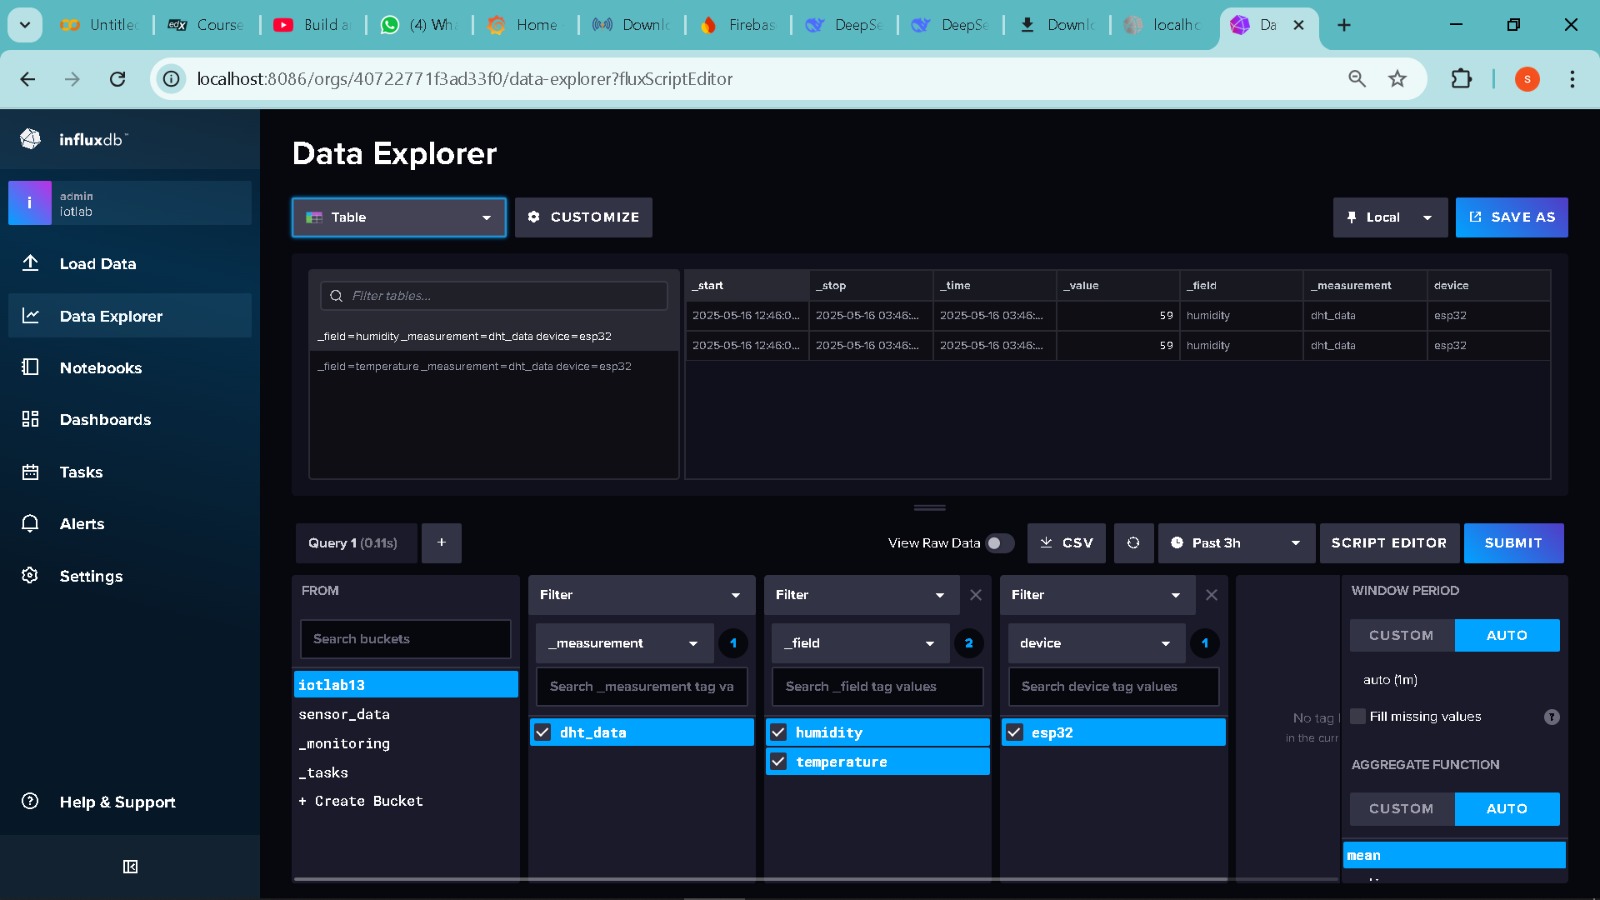 Untitle
edX Course
Build a
(4) Wh
Home
Downl
Firebas
DeepSe
DeepSe
Downl
localho
Da
localhost:8086/orgs/40722771f3ad33f0/data-explorer?fluxScriptEditor
s
influxdb™
i
admin
iotlab
Load Data
Data Explorer
Notebooks
Dashboards
Tasks
Alerts
Settings
Help & Support
Data Explorer
Table
CUSTOMIZE
Local
SAVE AS
Filter tables...
_field=humidity _measurement=dht_data device=esp32
_field=temperature _measurement=dht_data device=esp32
_start _stop _time _value _field _measurement device
2025-05-16 12:46:0... 2025-05-16 03:46:... 2025-05-16 03:46:... 59 humidity dht_data esp32
2025-05-16 12:46:0... 2025-05-16 03:46:... 2025-05-16 03:46:... 59 humidity dht_data esp32
Query 1 (0.11s)
+
View Raw Data
CSV
Past 3h
SCRIPT EDITOR
SUBMIT
FROM
Search buckets
iotlab13
sensor_data
_monitoring
_tasks
+ Create Bucket
Filter
_measurement 1
Search _measurement tag va
dht_data
Filter
_field 2
Search _field tag values
humidity
temperature
Filter
device 1
Search device tag values
esp32
No tag
in the curr
WINDOW PERIOD
CUSTOM AUTO
auto (1m)
Fill missing values
?
AGGREGATE FUNCTION
CUSTOM AUTO
mean